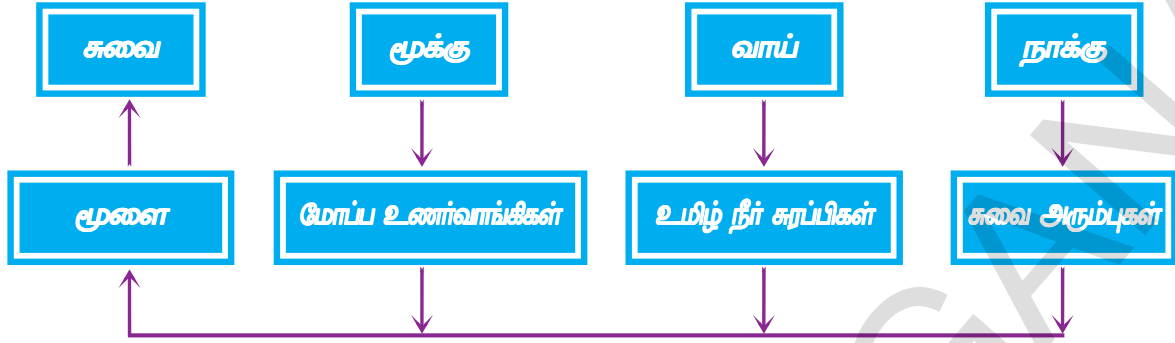 சுவை
மூக்கு
வாய்
நாக்கு
மூளை
மோப்ப உணர்வாங்கிகள்
உமிழ் நீர் சுரப்பிகள்
சுவை அரும்புகள்